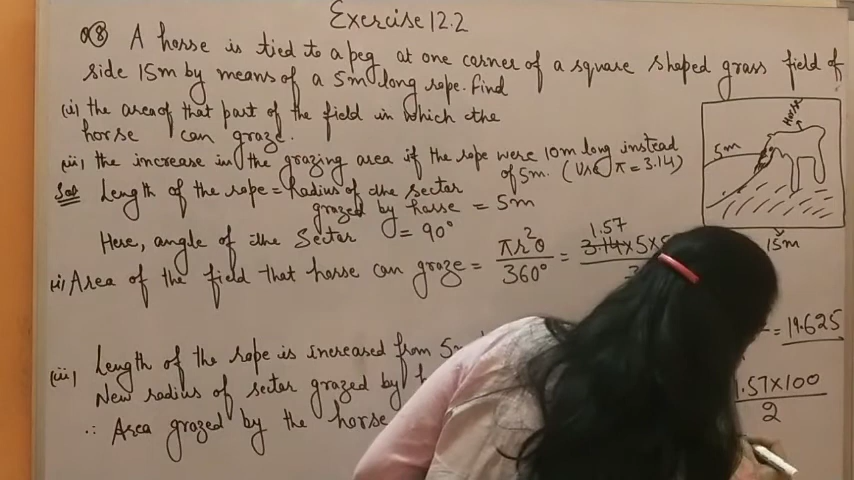 Exercise 12.2
Q8 A horse is tied to a peg at one corner of a square shaped grass field of
side 15m by means of a 5m long rope. Find
(i) the area of that part of the field in which the
horse can graze.
(ii) the increase in the grazing area if the rope were 10m long instead
of 5m. (Use π = 3.14)
Horse
5m
15m
Sol Length of the rope = Radius of the sector
grazed by horse = 5m
Here, angle of the Sector = 90°
(i) Area of the field that horse can graze = πr²θ/360° = 1.57 3.14×5×5
= 19.625
(ii) Length of the rope is increased from 5m
New radius of sector grazed by
∴ Area grazed by the horse
1.57×100/2